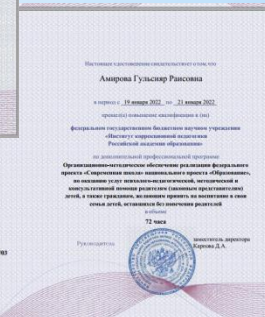 Настоящее удостоверение свидетельствует о том, что
Амирова Гульсияр Раисовна
в период с 19 января 2022 по 21 января 2022
прошел(а) повышение квалификации в (на)
федеральном государственном бюджетном научном учреждении
«Институт коррекционной педагогики
Российской академии образования»
по дополнительной профессиональной программе
Организационно-методическое обеспечение реализации федерального
проекта «Современная школа» национального проекта «Образование»,
по оказанию услуг психолого-педагогической, методической и
консультативной помощи родителям (законным представителям)
детей, а также гражданам, желающим принять на воспитание в свои
семьи детей, оставшихся без попечения родителей
в объеме
72 часа
Руководитель
заместитель директора
Карпова Д.А.